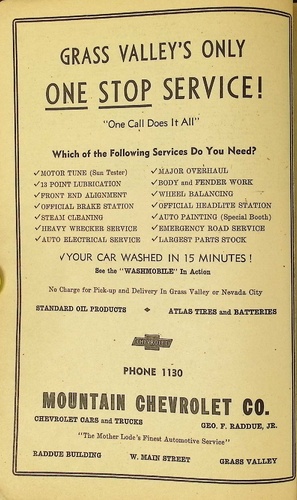 GRASS VALLEY'S ONLY
ONE STOP SERVICE!
"One Call Does It All"
Which of the Following Services Do You Need?
✓MOTOR TUNE (Sun Tester)
✓13 POINT LUBRICATION
✓FRONT END ALIGNMENT
✓OFFICIAL BRAKE STATION
✓STEAM CLEANING
✓HEAVY WRECKER SERVICE
✓AUTO ELECTRICAL SERVICE
✓MAJOR OVERHAUL
✓BODY and FENDER WORK
✓WHEEL BALANCING
✓OFFICIAL HEADLITE STATION
✓AUTO PAINTING (Special Booth)
✓EMERGENCY ROAD SERVICE
✓LARGEST PARTS STOCK
✓YOUR CAR WASHED IN 15 MINUTES!
See the "WASHMOBILE" In Action
No Charge for Pick-up and Delivery In Grass Valley or Nevada City
STANDARD OIL PRODUCTS • ATLAS TIRES and BATTERIES
CHEVROLET
PHONE 1130
MOUNTAIN CHEVROLET CO.
CHEVROLET CARS and TRUCKS
GEO. F. RADDUE, JR.
"The Mother Lode's Finest Automotive Service"
RADDUE BUILDING W. MAIN STREET GRASS VALLEY